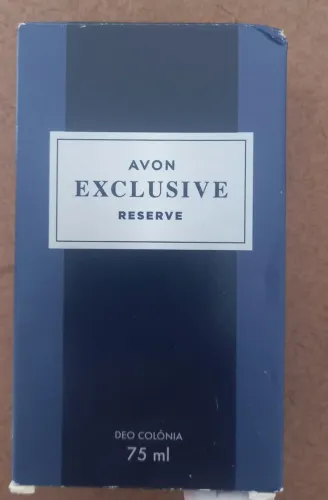 AVON
EXCLUSIVE
RESERVE
DEO COLÔNIA
75 ml